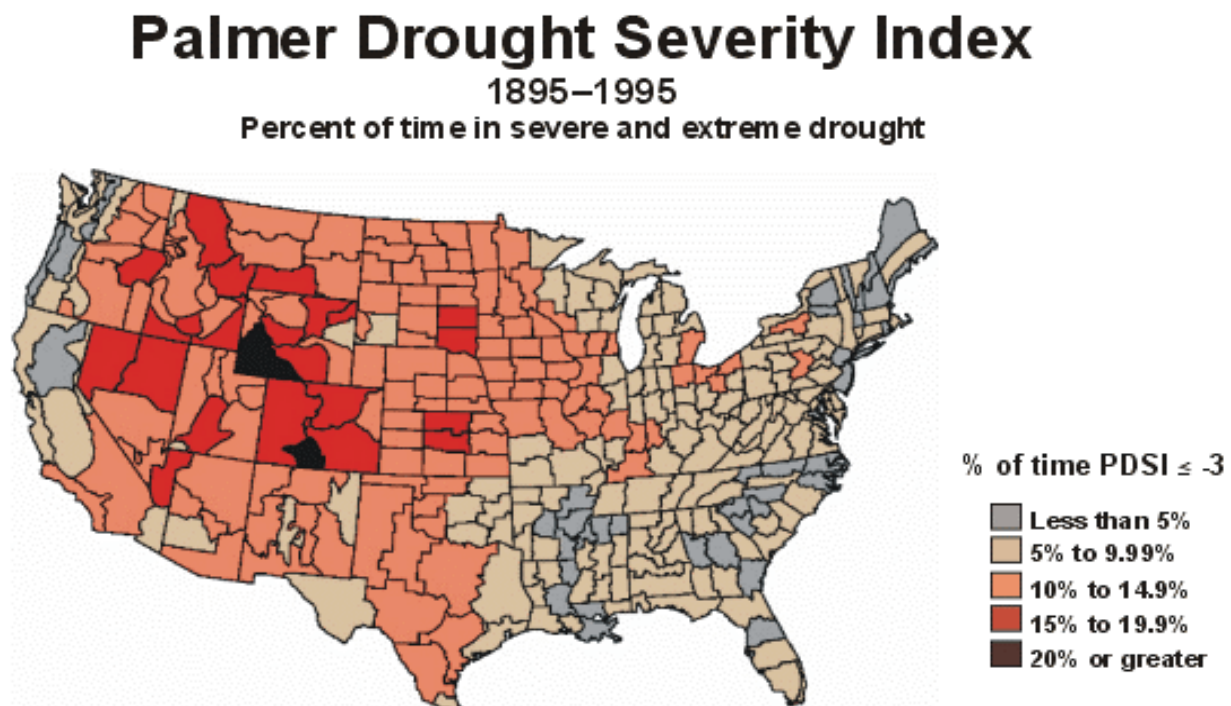 Palmer Drought Severity Index
1895–1995
Percent of time in severe and extreme drought
% of time PDSI ≤ -3
Less than 5%
5% to 9.99%
10% to 14.9%
15% to 19.9%
20% or greater